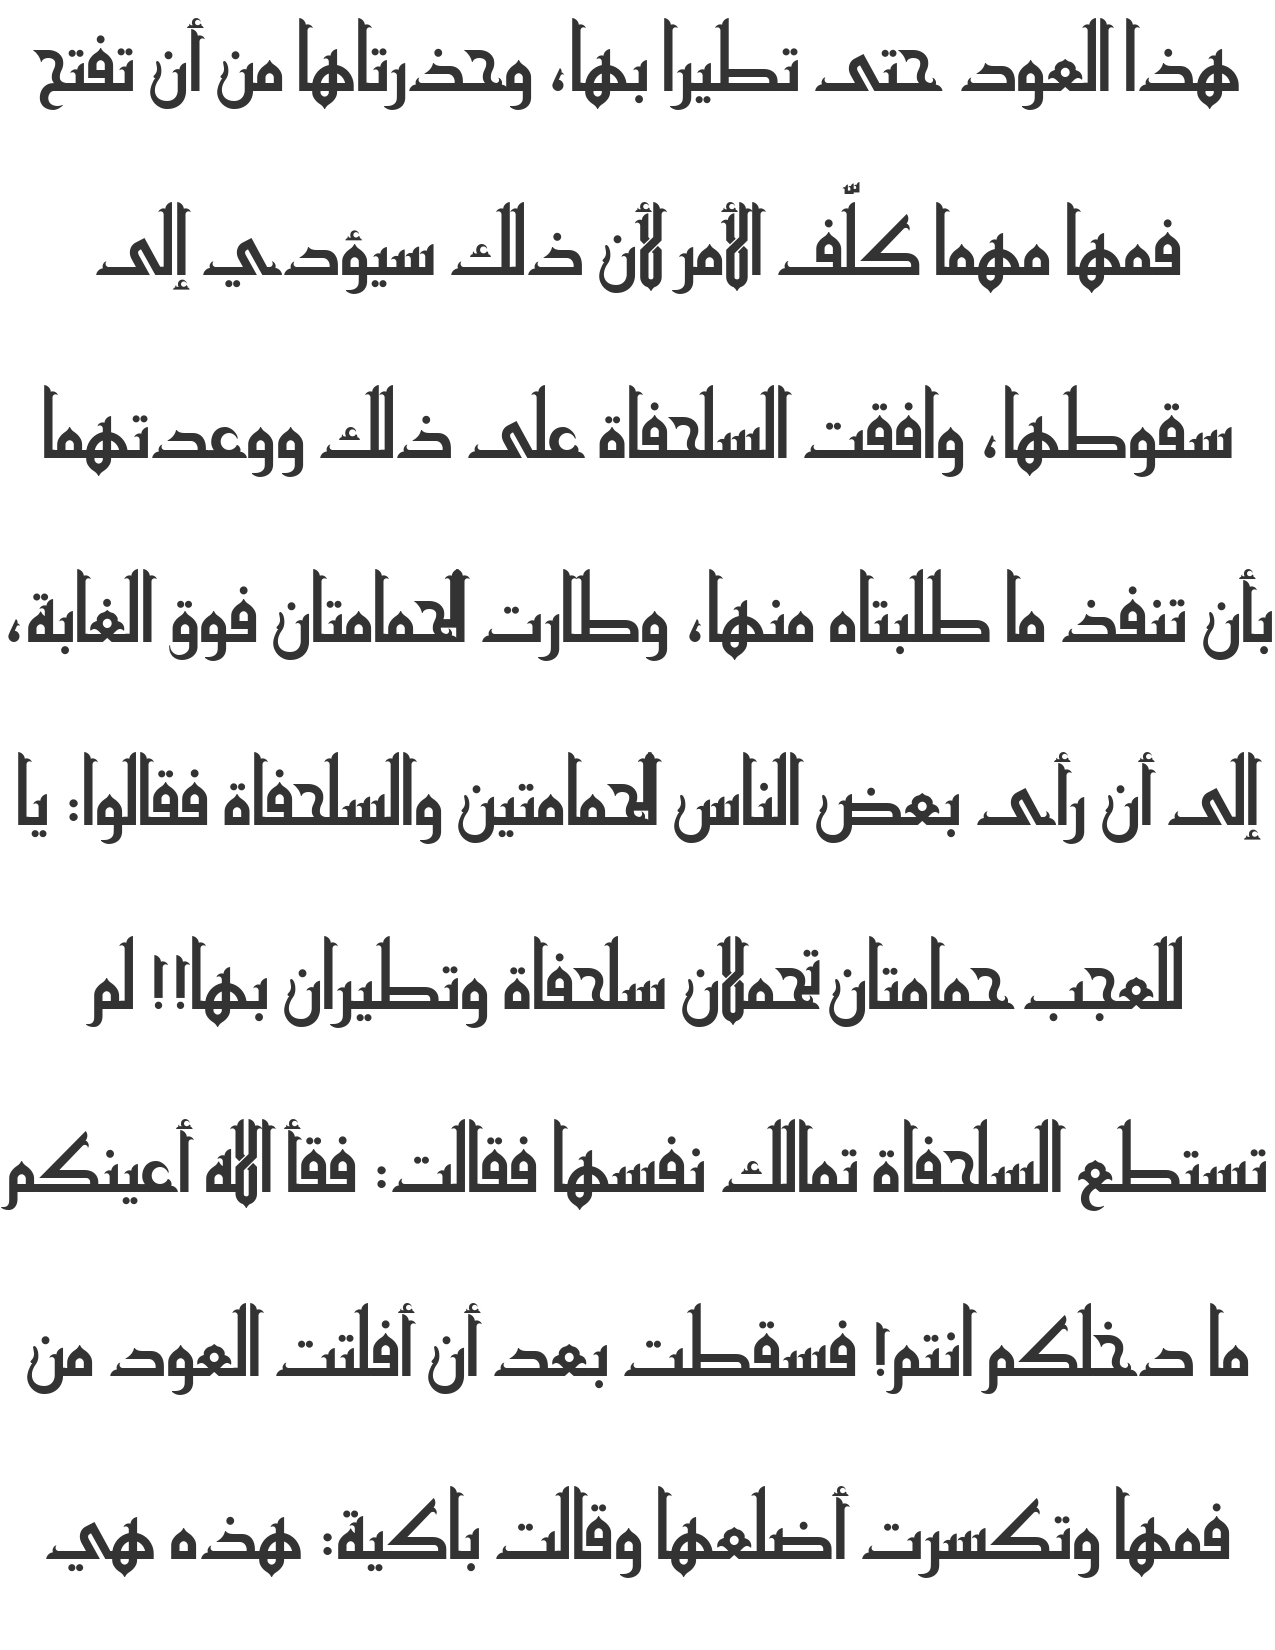 هذا العود حتى تطيرا بها، وحذرتاها من أن تفتح
فمها مهما كلّف الأمر لأن ذلك سيؤدي إلى
سقوطها، وافقت السلحفاة على ذلك ووعدتهما
بأن تنفذ ما طلبتاه منها، وطارت الحمامتان فوق الغابة،
إلى أن رأى بعض الناس الحمامتين والسلحفاة فقالوا: يا
للعجب حمامتان تحملان سلحفاة وتطيران بها!! لم
تستطع السلحفاة تمالك نفسها فقالت: فقأ الله أعينكم
ما دخلكم انتم! فسقطت بعد أن أفلتت العود من
فمها وتكسرت أضلعها وقالت باكية: هذه هي